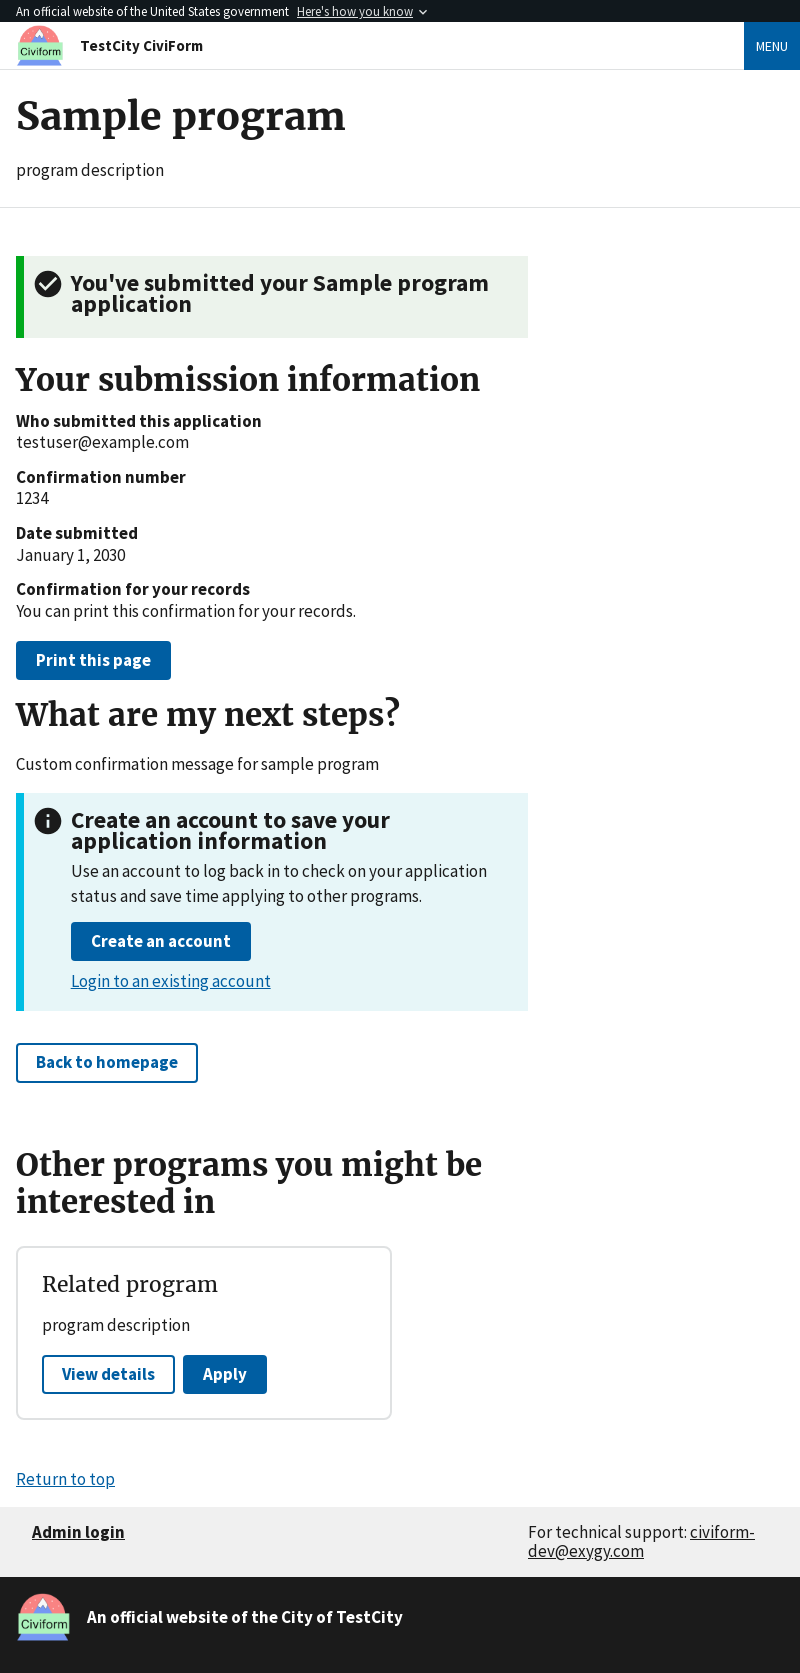 An official website of the United States government Here's how you know
Civiform
TestCity CiviForm
MENU
Sample program
program description
You've submitted your Sample program
application
Your submission information
Who submitted this application
testuser@example.com
Confirmation number
1234
Date submitted
January 1, 2030
Confirmation for your records
You can print this confirmation for your records.
Print this page
What are my next steps?
Custom confirmation message for sample program
Create an account to save your
application information
Use an account to log back in to check on your application
status and save time applying to other programs.
Create an account
Login to an existing account
Back to homepage
Other programs you might be
interested in
Related program
program description
View details
Apply
Return to top
Admin login
For technical support: civiform-
dev@exygy.com
Civiform
An official website of the City of TestCity